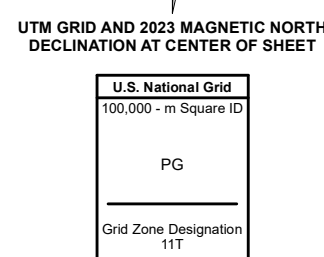 UTM GRID AND 2023 MAGNETIC NORTH
DECLINATION AT CENTER OF SHEET
U.S. National Grid
100,000 - m Square ID
PG
Grid Zone Designation
11T